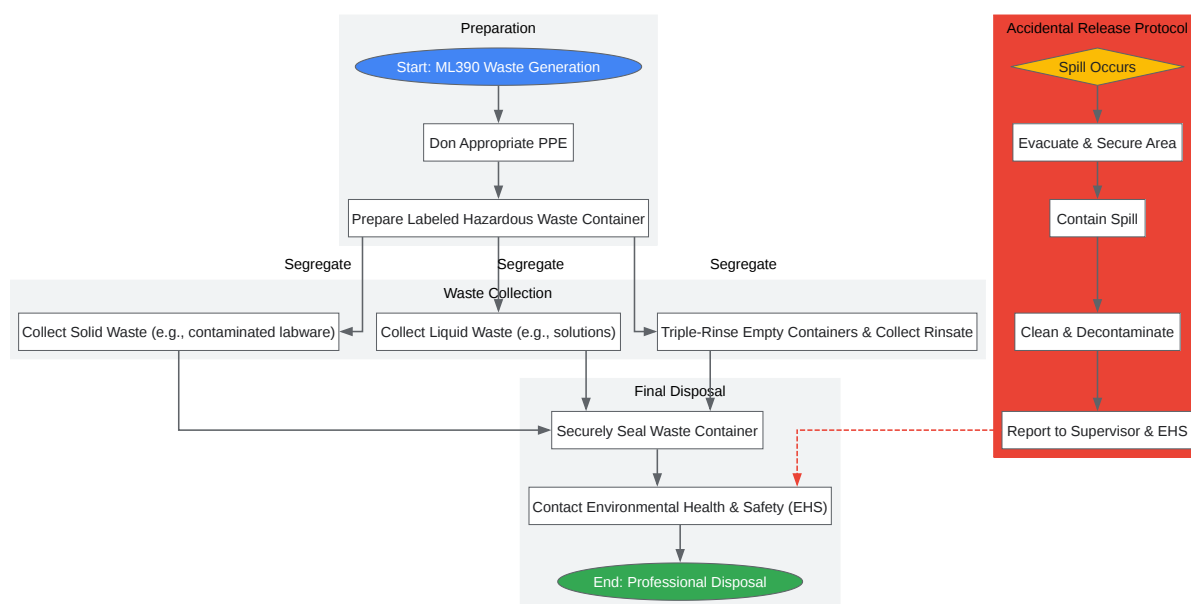 Preparation
Start: ML390 Waste Generation
Don Appropriate PPE
Prepare Labeled Hazardous Waste Container
Segregate
Segregate
Segregate
Waste Collection
Collect Solid Waste (e.g., contaminated labware)
Collect Liquid Waste (e.g., solutions)
Triple-Rinse Empty Containers & Collect Rinsate
Final Disposal
Securely Seal Waste Container
Contact Environmental Health & Safety (EHS)
End: Professional Disposal
Accidental Release Protocol
Spill Occurs
Evacuate & Secure Area
Contain Spill
Clean & Decontaminate
Report to Supervisor & EHS